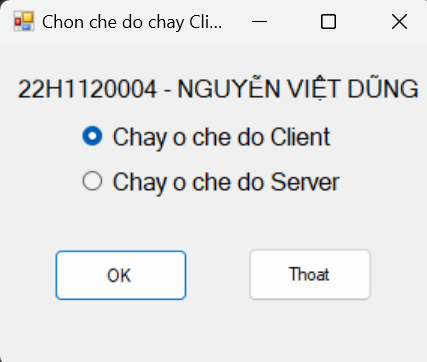 Chon che do chay Cli...
22H1120004 - NGUYỄN VIỆT DŨNG
Chay o che do Client
Chay o che do Server
OK Thoat